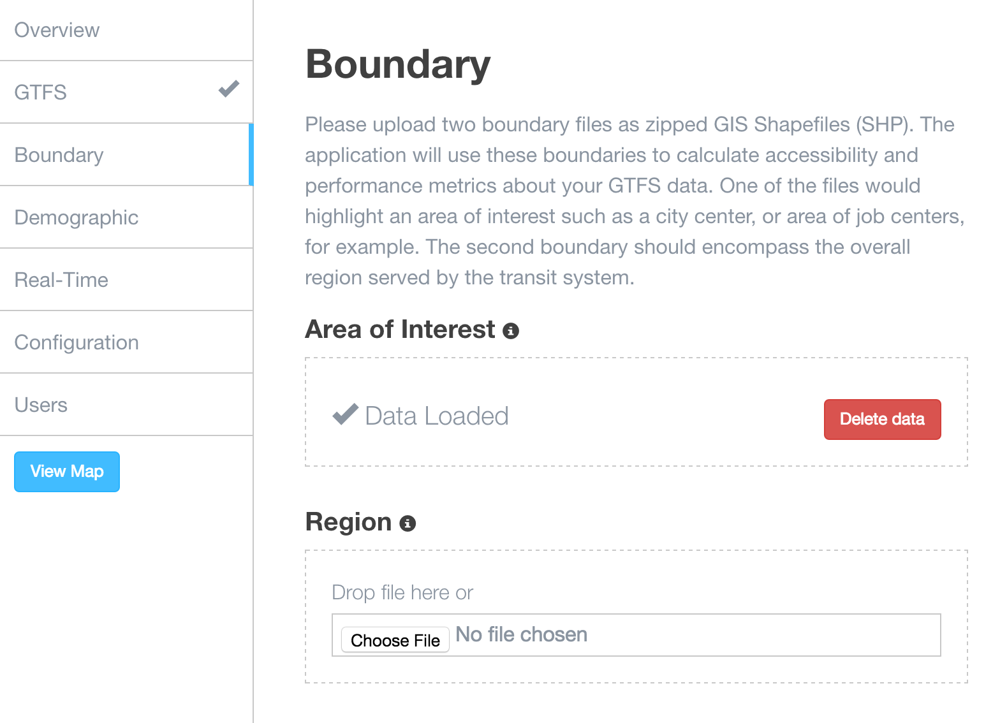 Overview
GTFS
Boundary
Demographic
Real-Time
Configuration
Users
View Map
Boundary
Please upload two boundary files as zipped GIS Shapefiles (SHP). The
application will use these boundaries to calculate accessibility and
performance metrics about your GTFS data. One of the files would
highlight an area of interest such as a city center, or area of job centers,
for example. The second boundary should encompass the overall
region served by the transit system.
Area of Interest
Data Loaded
Delete data
Region
Drop file here or
Choose File No file chosen